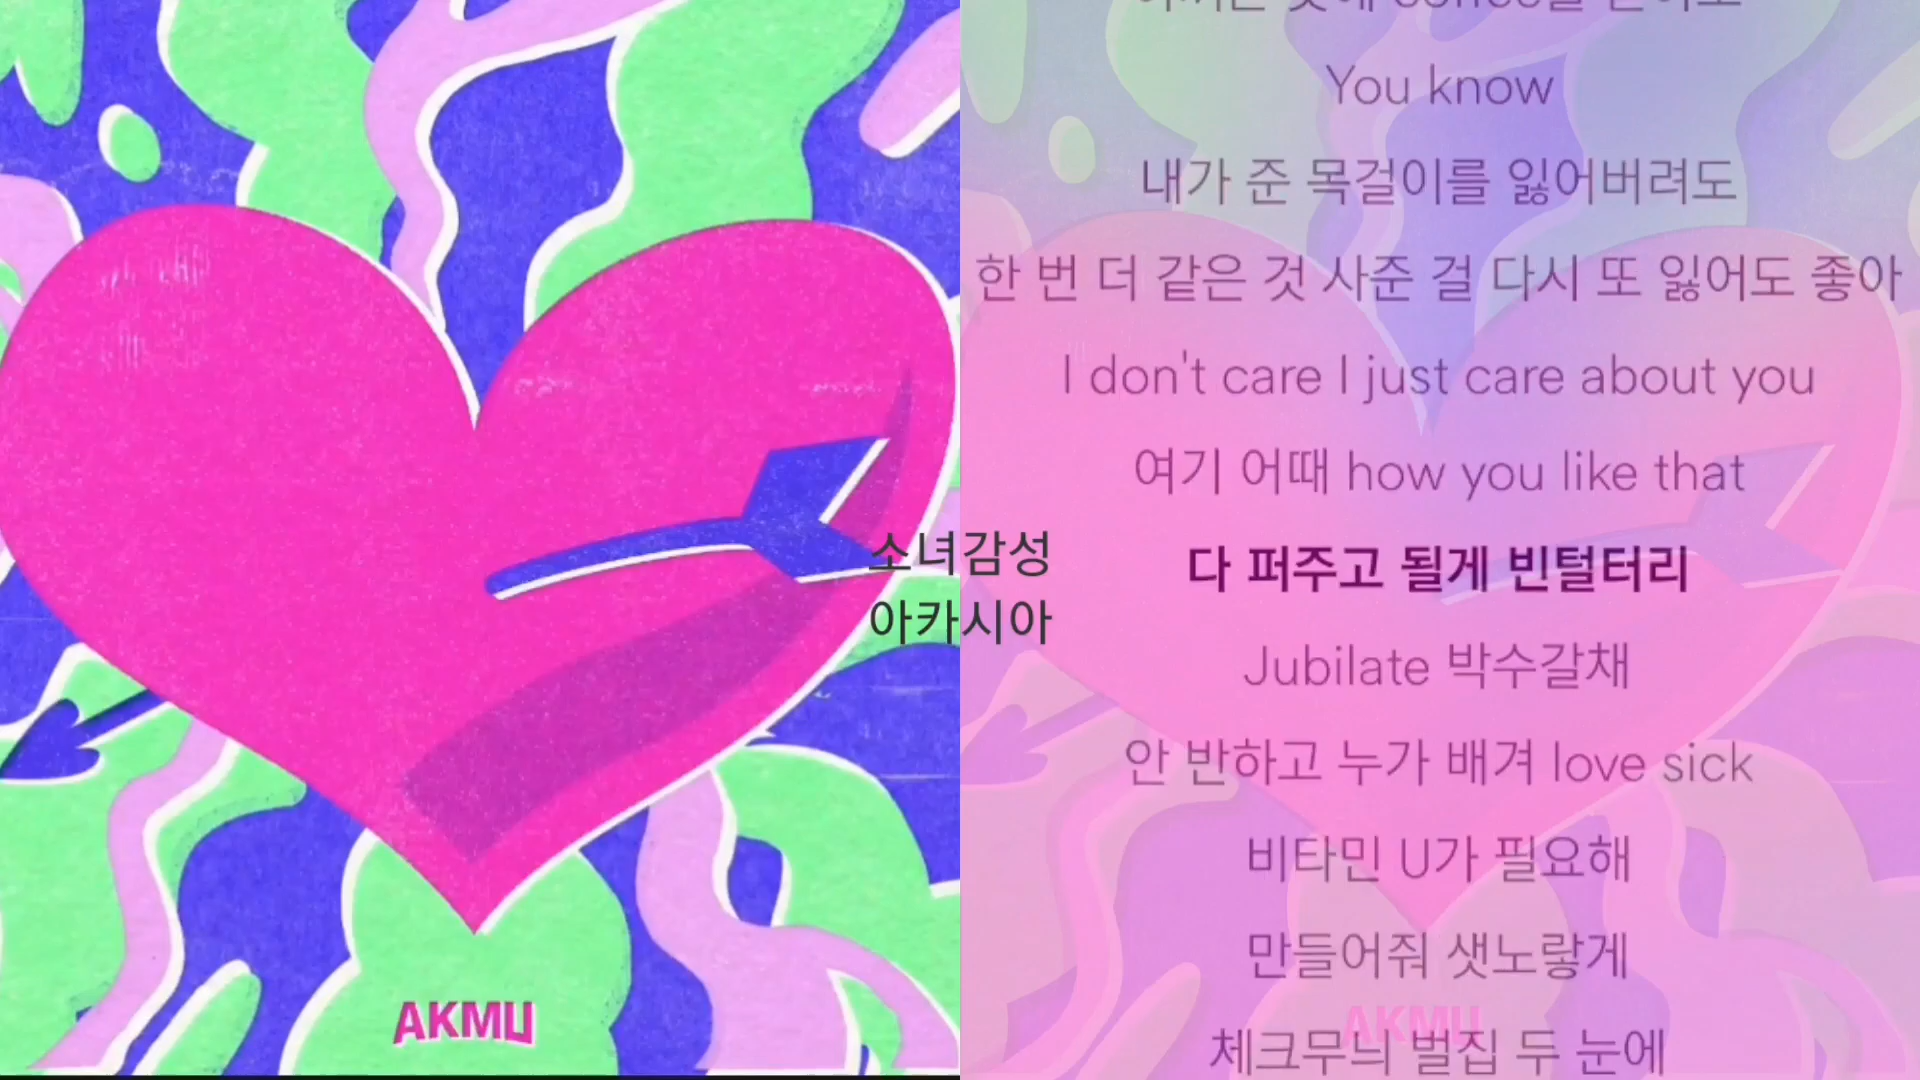 You know
내가 준 목걸이를 잃어버려도
한 번 더 같은 것 사준 걸 다시 또 잃어도 좋아
I don't care I just care about you
여기 어때 how you like that
다 퍼주고 될게 빈털터리
Jubilate 박수갈채
안 반하고 누가 배겨 love sick
비타민 U가 필요해
만들어줘 샛노랗게
체크무늬 벌집 두 눈에
소녀감성
아카시아
AKMU
AKMU